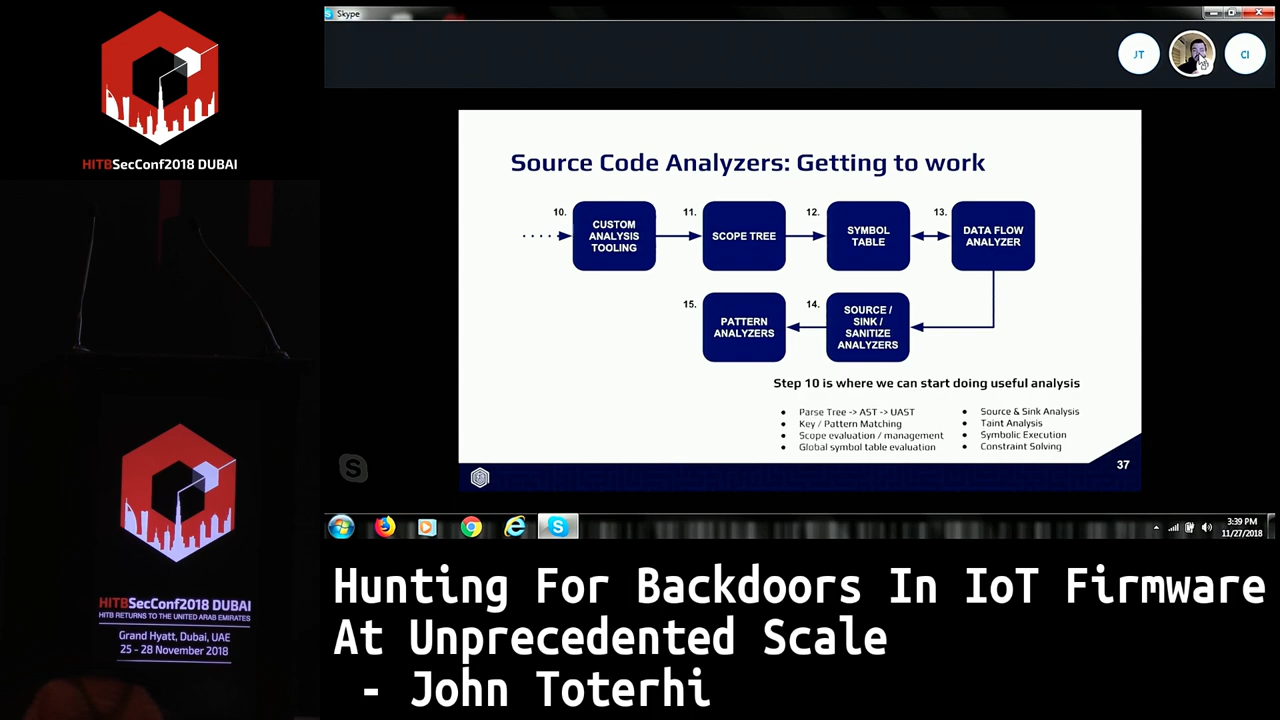 HITBSecConf2018 DUBAI
HITBSecConf2018 DUBAI
HITB RETURNS TO THE UNITED ARAB EMIRATES
Grand Hyatt, Dubai, UAE
25 - 28 November 2018
Skype
JT
CI
Source Code Analyzers: Getting to work
10.
CUSTOM
ANALYSIS
TOOLING
11.
SCOPE TREE
12.
SYMBOL
TABLE
13.
DATA FLOW
ANALYZER
15.
PATTERN
ANALYZERS
14.
SOURCE /
SINK /
SANITIZE
ANALYZERS
Step 10 is where we can start doing useful analysis
Parse Tree -> AST -> UAST
Key / Pattern Matching
Scope evaluation / management
Global symbol table evaluation
Source & Sink Analysis
Taint Analysis
Symbolic Execution
Constraint Solving
37
3:39 PM
11/27/2018
Hunting For Backdoors In IoT Firmware
At Unprecedented Scale
- John Toterhi